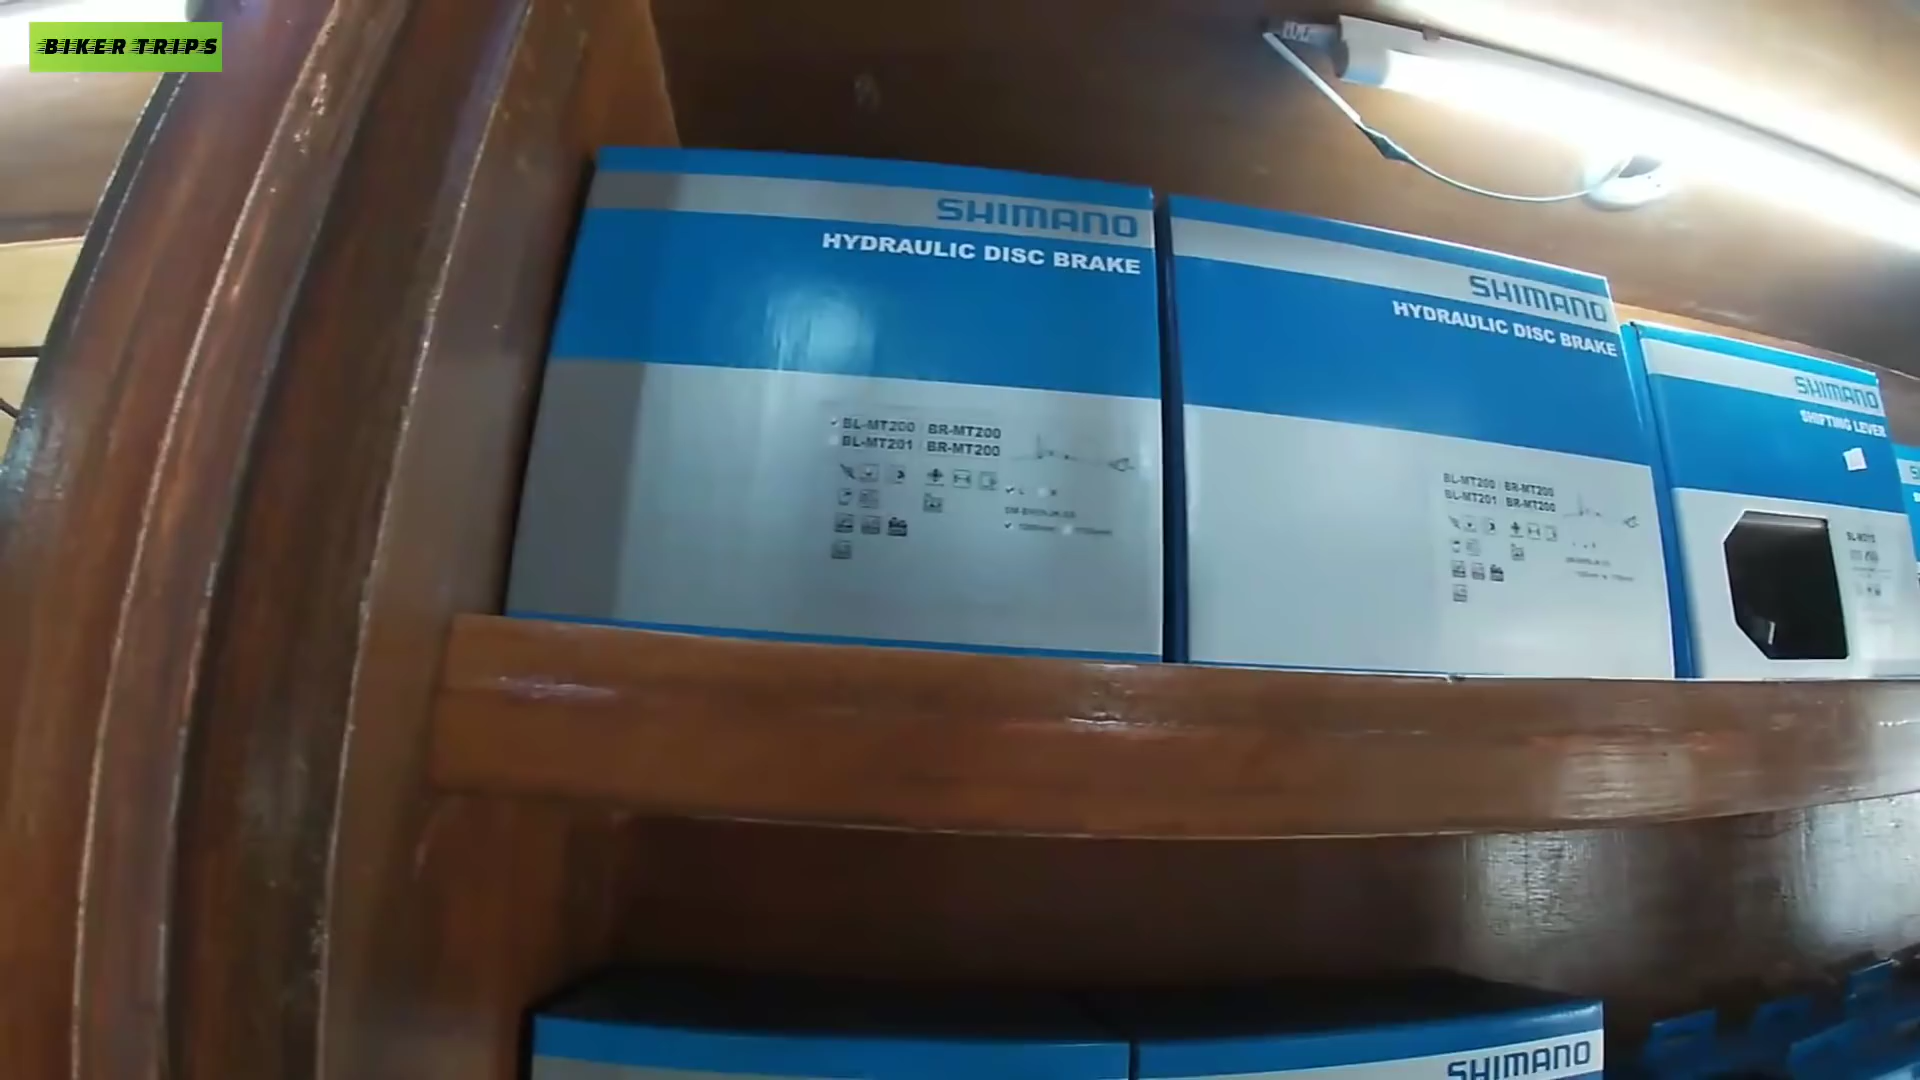 BIKER TRIPS
SHIMANO
HYDRAULIC DISC BRAKE
BL-MT200 BR-MT200
BL-MT201 BR-MT200
SHIMANO
HYDRAULIC DISC BRAKE
BL-MT200 BR-MT200
BL-MT201 BR-MT200
SHIMANO
SHIFTING LEVER
SHIMANO